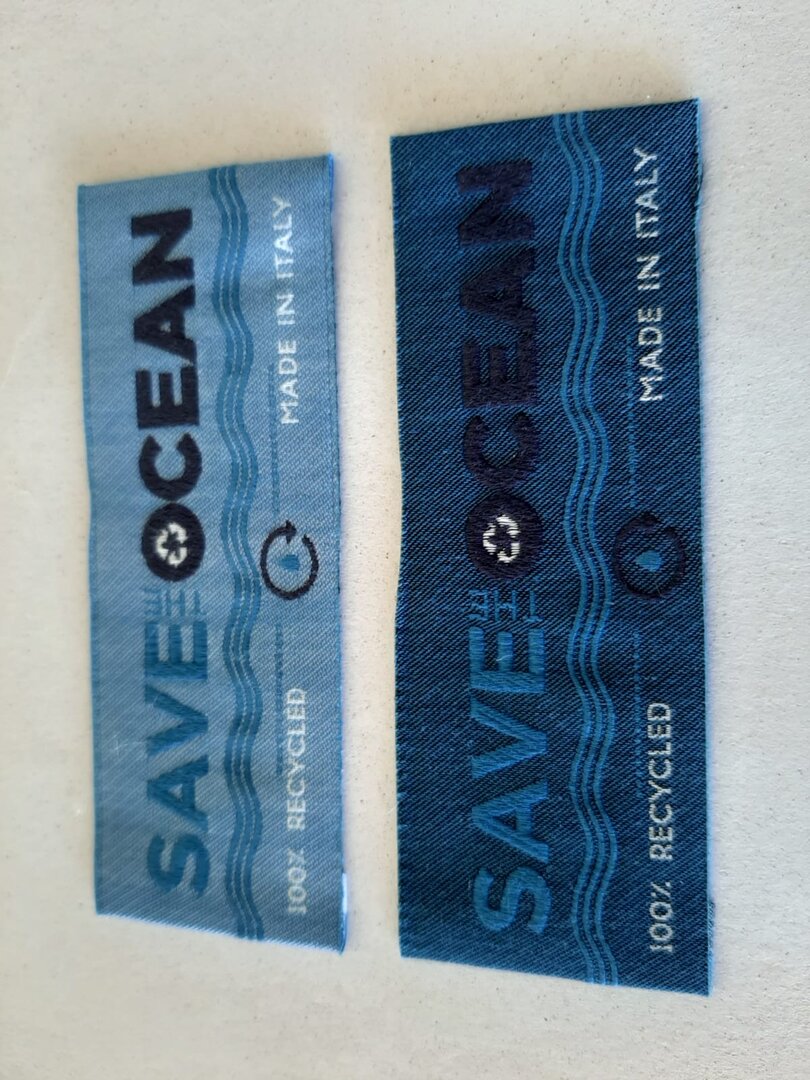 SAVE THE OCEAN
100% RECYCLED MADE IN ITALY
SAVE THE OCEAN
100% RECYCLED MADE IN ITALY